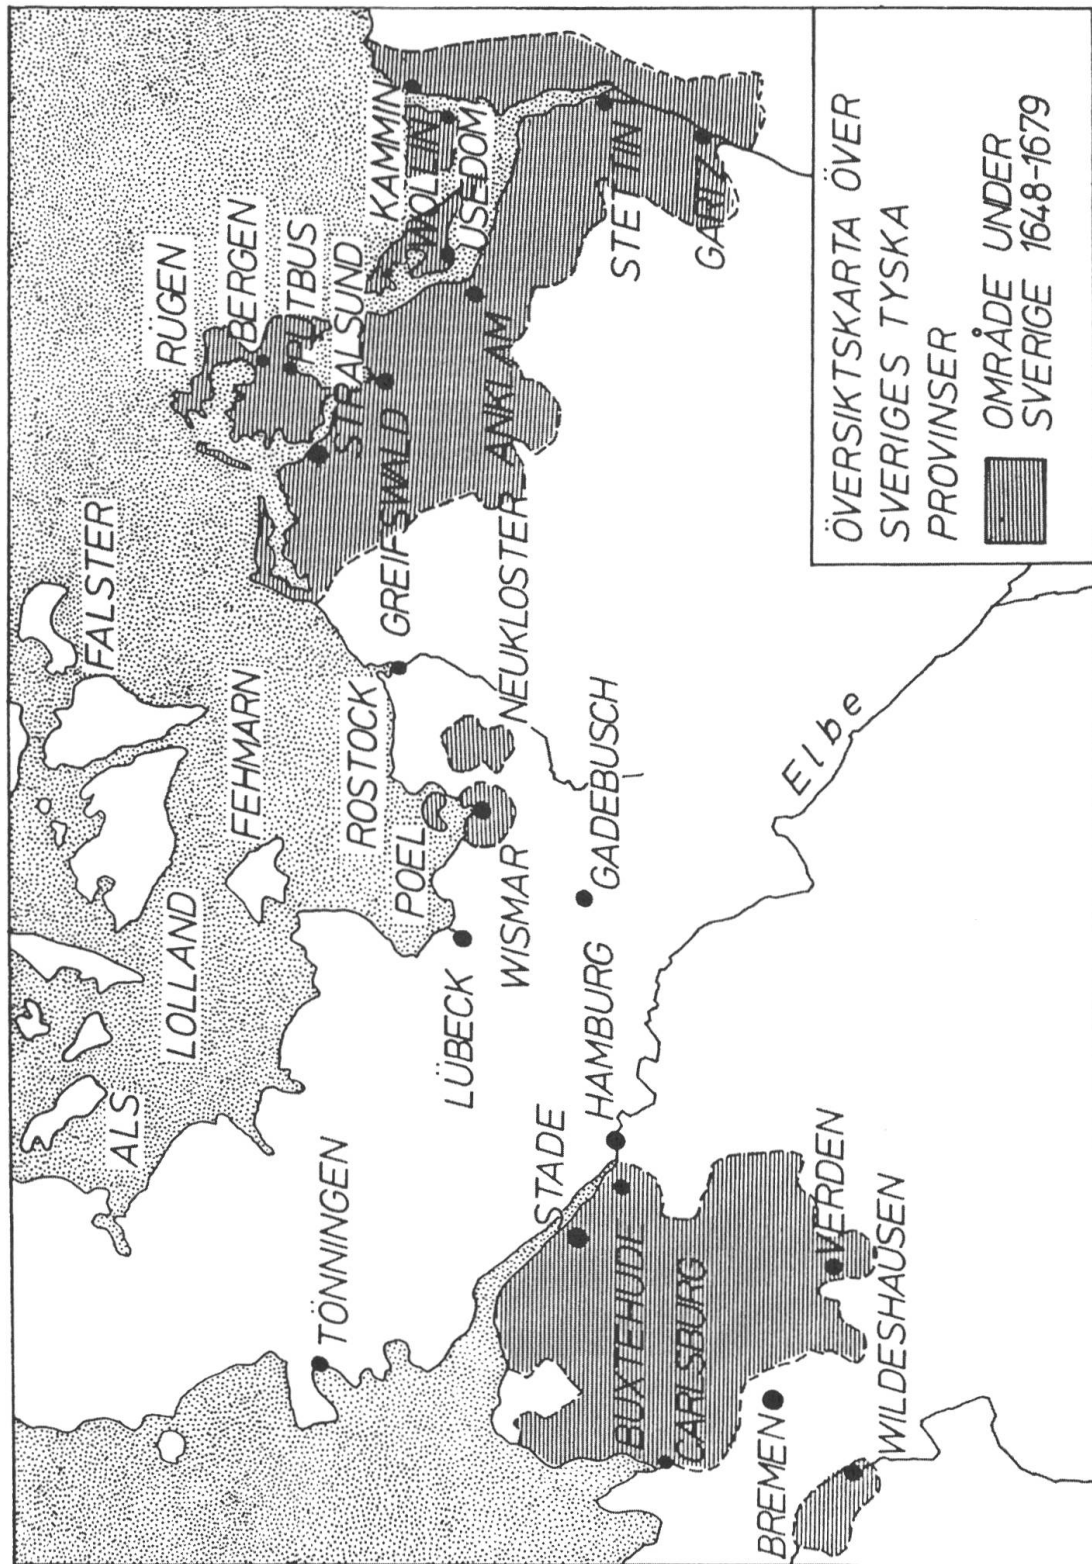 ALS
LOLLAND
FALSTER
FEHMARN
RÜGEN
BERGEN
PUTBUS
STRALSUND
KAMMIN
WOLLIN
USEDOM
TÖNNINGEN
LÜBECK
POEL
ROSTOCK
GREIFSWALD
WISMAR
NEUKLOSTER
ANKLAM
STETTIN
GARTZ
STADE
HAMBURG
GADEBUSCH
BUXTEHUDE
CARLSBURG
BREMEN
VERDEN
WILDESHAUSEN
Elbe
ÖVERSIKTSKARTA ÖVER
SVERIGES TYSKA
PROVINSER
OMRÅDE UNDER
SVERIGE 1648-1679